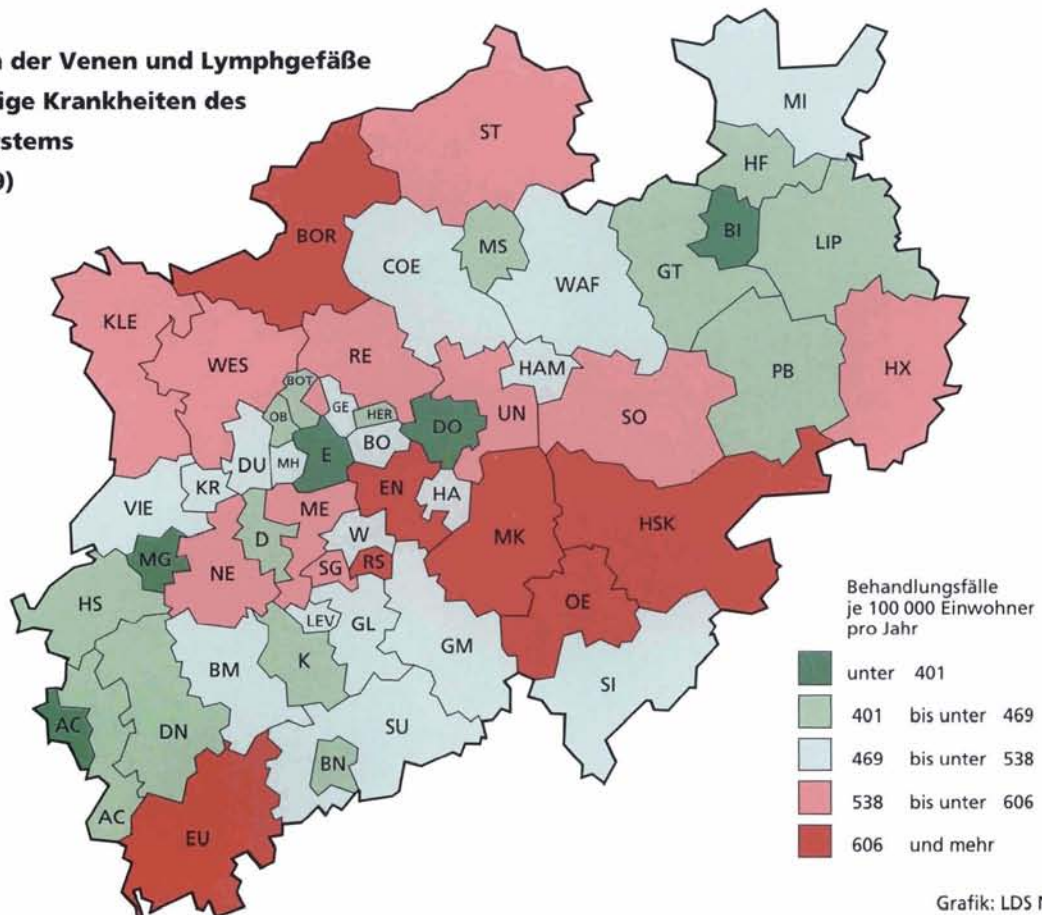 n der Venen und Lymphgefäße
ige Krankheiten des
stems
)
MI
ST
HF
BOR
BI
MS
LIP
COE
GT
WAF
KLE
RE
WES
HAM
HX
PB
BOT
GE
OB
HER
UN
SO
DO
BO
E
DU
MH
KR
EN
HA
VIE
ME
HSK
W
D
MK
MG
RS
NE
SG
OE
HS
LEV
GL
GM
K
BM
SI
AC
SU
DN
BN
AC
EU
Behandlungsfälle
je 100 000 Einwohner
pro Jahr
unter 401
401 bis unter 469
469 bis unter 538
538 bis unter 606
606 und mehr
Grafik: LDS